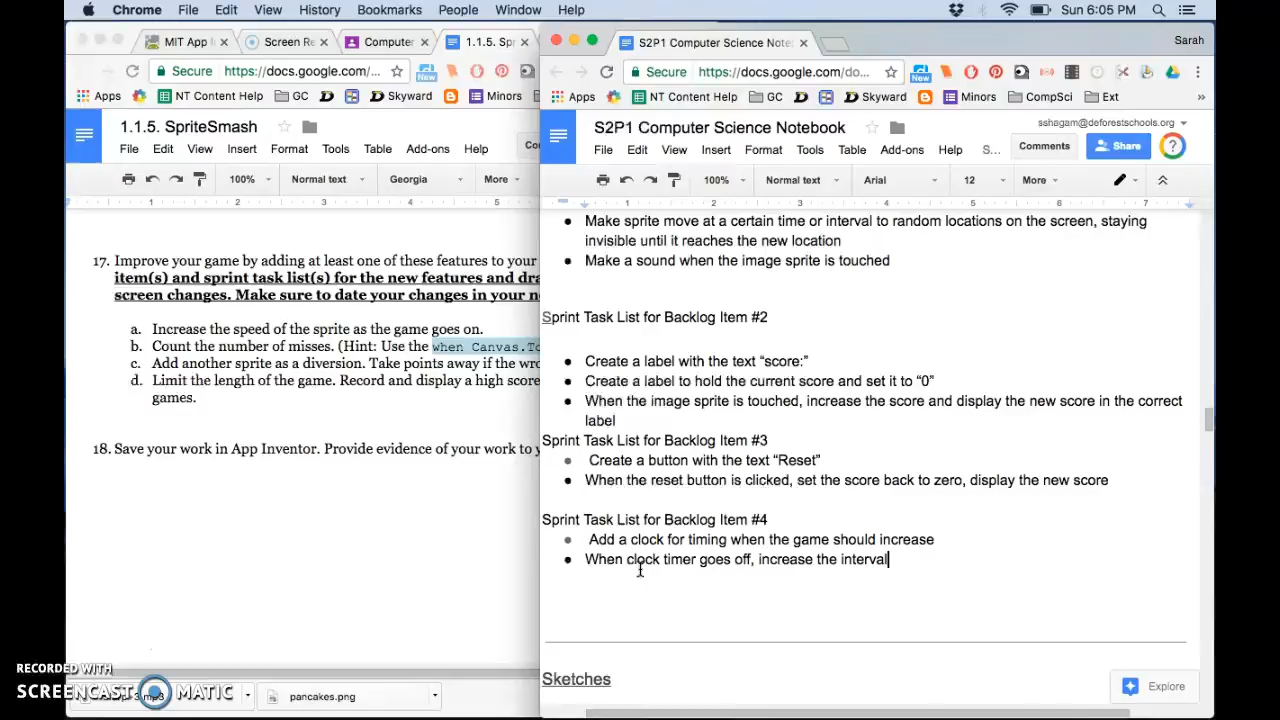 Chrome File Edit View History Bookmarks People Window Help Sun 6:05 PM
MIT App I Screen Re Computer 1.1.5. Spr
S2P1 Computer Science Note Sarah
Secure https://docs.google.com/... New
Secure https://docs.google.com/do... New
Apps NT Content Help GC D Skyward Minors
Apps NT Content Help GC D Skyward Minors CompSci Ext »
1.1.5. SpriteSmash
File Edit View Insert Format Tools Table Add-ons Help
100% Normal text Georgia More
1 2 3 4 5
17. Improve your game by adding at least one of these features to your
item(s) and sprint task list(s) for the new features and dra
screen changes. Make sure to date your changes in your n
a. Increase the speed of the sprite as the game goes on.
b. Count the number of misses. (Hint: Use the when Canvas.To
c. Add another sprite as a diversion. Take points away if the wro
d. Limit the length of the game. Record and display a high score
games.
18. Save your work in App Inventor. Provide evidence of your work to y
S2P1 Computer Science Notebook
sshagam@deforestschools.org
File Edit View Insert Format Tools Table Add-ons Help S...
Comments Share
100% Normal text Arial 12 More
1 2 3 4 5 6 7
● Make sprite move at a certain time or interval to random locations on the screen, staying
invisible until it reaches the new location
● Make a sound when the image sprite is touched
Sprint Task List for Backlog Item #2
● Create a label with the text “score:”
● Create a label to hold the current score and set it to “0”
● When the image sprite is touched, increase the score and display the new score in the correct
label
Sprint Task List for Backlog Item #3
● Create a button with the text “Reset”
● When the reset button is clicked, set the score back to zero, display the new score
Sprint Task List for Backlog Item #4
● Add a clock for timing when the game should increase
● When clock timer goes off, increase the interval
Sketches
Explore
RECORDED WITH
SCREENCAST MATIC
pancakes.png